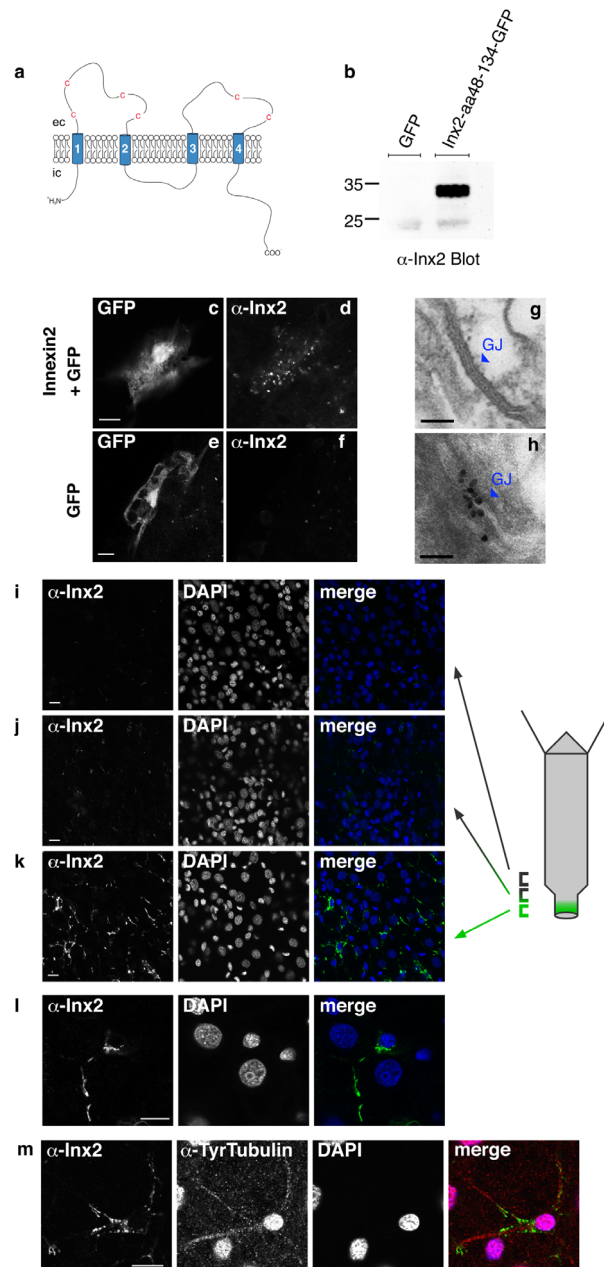 a
b
GFP
Inx2-aa48-134-GFP
ec
C
C
C
C
C
C
1
2
3
4
ic
⁺H₃N
COO⁻
35
25
α-Inx2 Blot
Innexin2 + GFP
GFP
c
α-Inx2
d
g
GJ
GFP
GFP
e
α-Inx2
f
h
GJ
i
α-Inx2
DAPI
merge
j
α-Inx2
DAPI
merge
k
α-Inx2
DAPI
merge
l
α-Inx2
DAPI
merge
m
α-Inx2
α-TyrTubulin
DAPI
merge